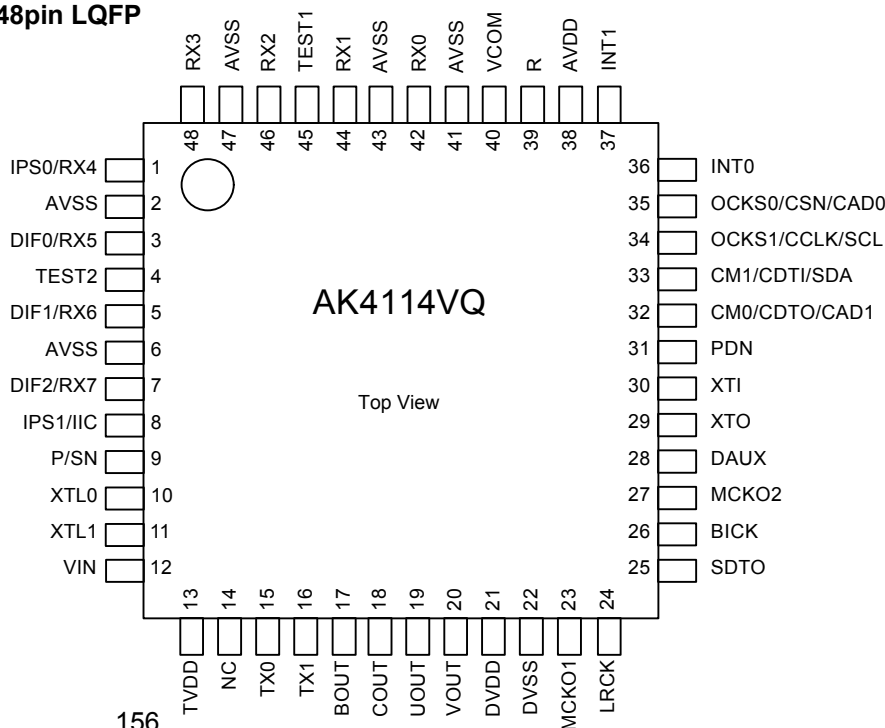 48pin LQFP
RX3
AVSS
RX2
TEST1
RX1
AVSS
RX0
AVSS
VCOM
R
AVDD
INT1
48
47
46
45
44
43
42
41
40
39
38
37
IPS0/RX4 1
AVSS 2
DIF0/RX5 3
TEST2 4
DIF1/RX6 5
AVSS 6
DIF2/RX7 7
IPS1/IIC 8
P/SN 9
XTL0 10
XTL1 11
VIN 12
AK4114VQ
Top View
36 INT0
35 OCKS0/CSN/CAD0
34 OCKS1/CCLK/SCL
33 CM1/CDTI/SDA
32 CM0/CDTO/CAD1
31 PDN
30 XTI
29 XTO
28 DAUX
27 MCKO2
26 BICK
25 SDTO
13
14
15
16
17
18
19
20
21
22
23
24
TVDD
NC
TX0
TX1
BOUT
COUT
UOUT
VOUT
DVDD
DVSS
MCKO1
LRCK
156